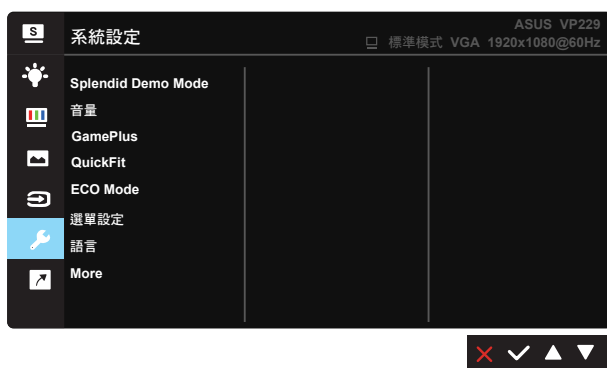 S
系統設定
ASUS VP229
標準模式 VGA 1920x1080@60Hz
Splendid Demo Mode
音量
GamePlus
QuickFit
ECO Mode
選單設定
語言
More